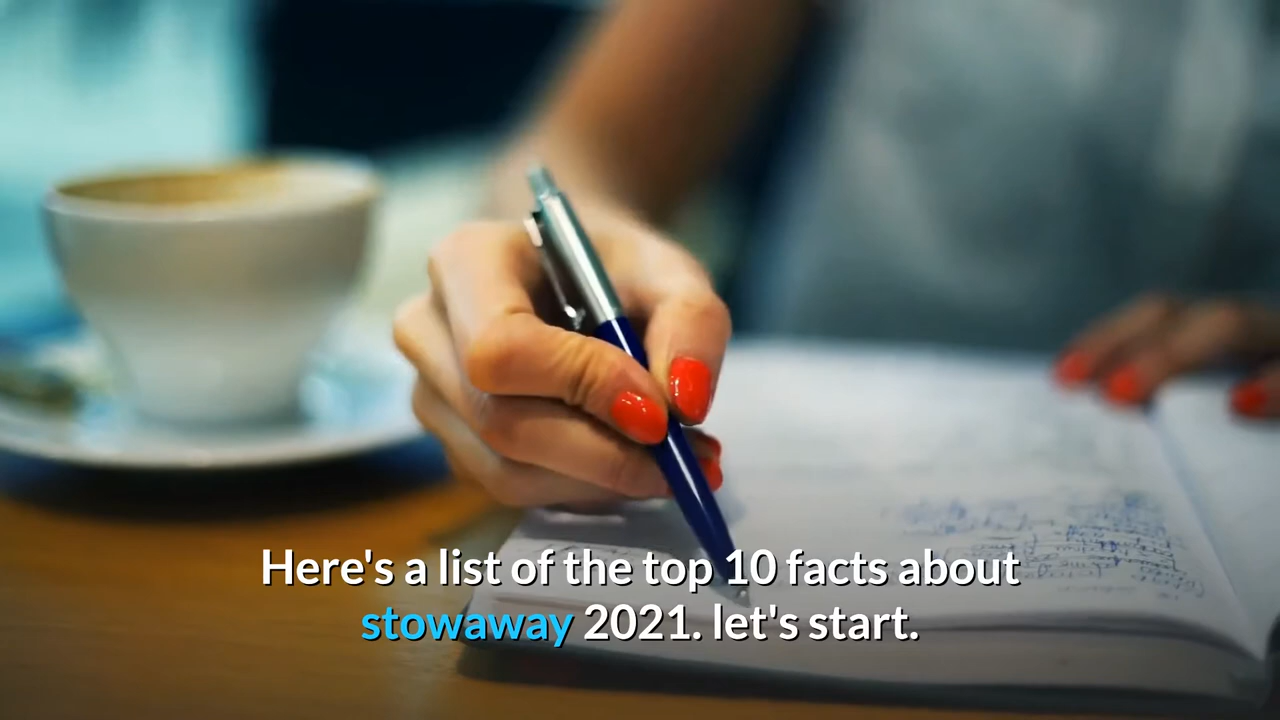 Here's a list of the top 10 facts about
stowaway 2021. let's start.